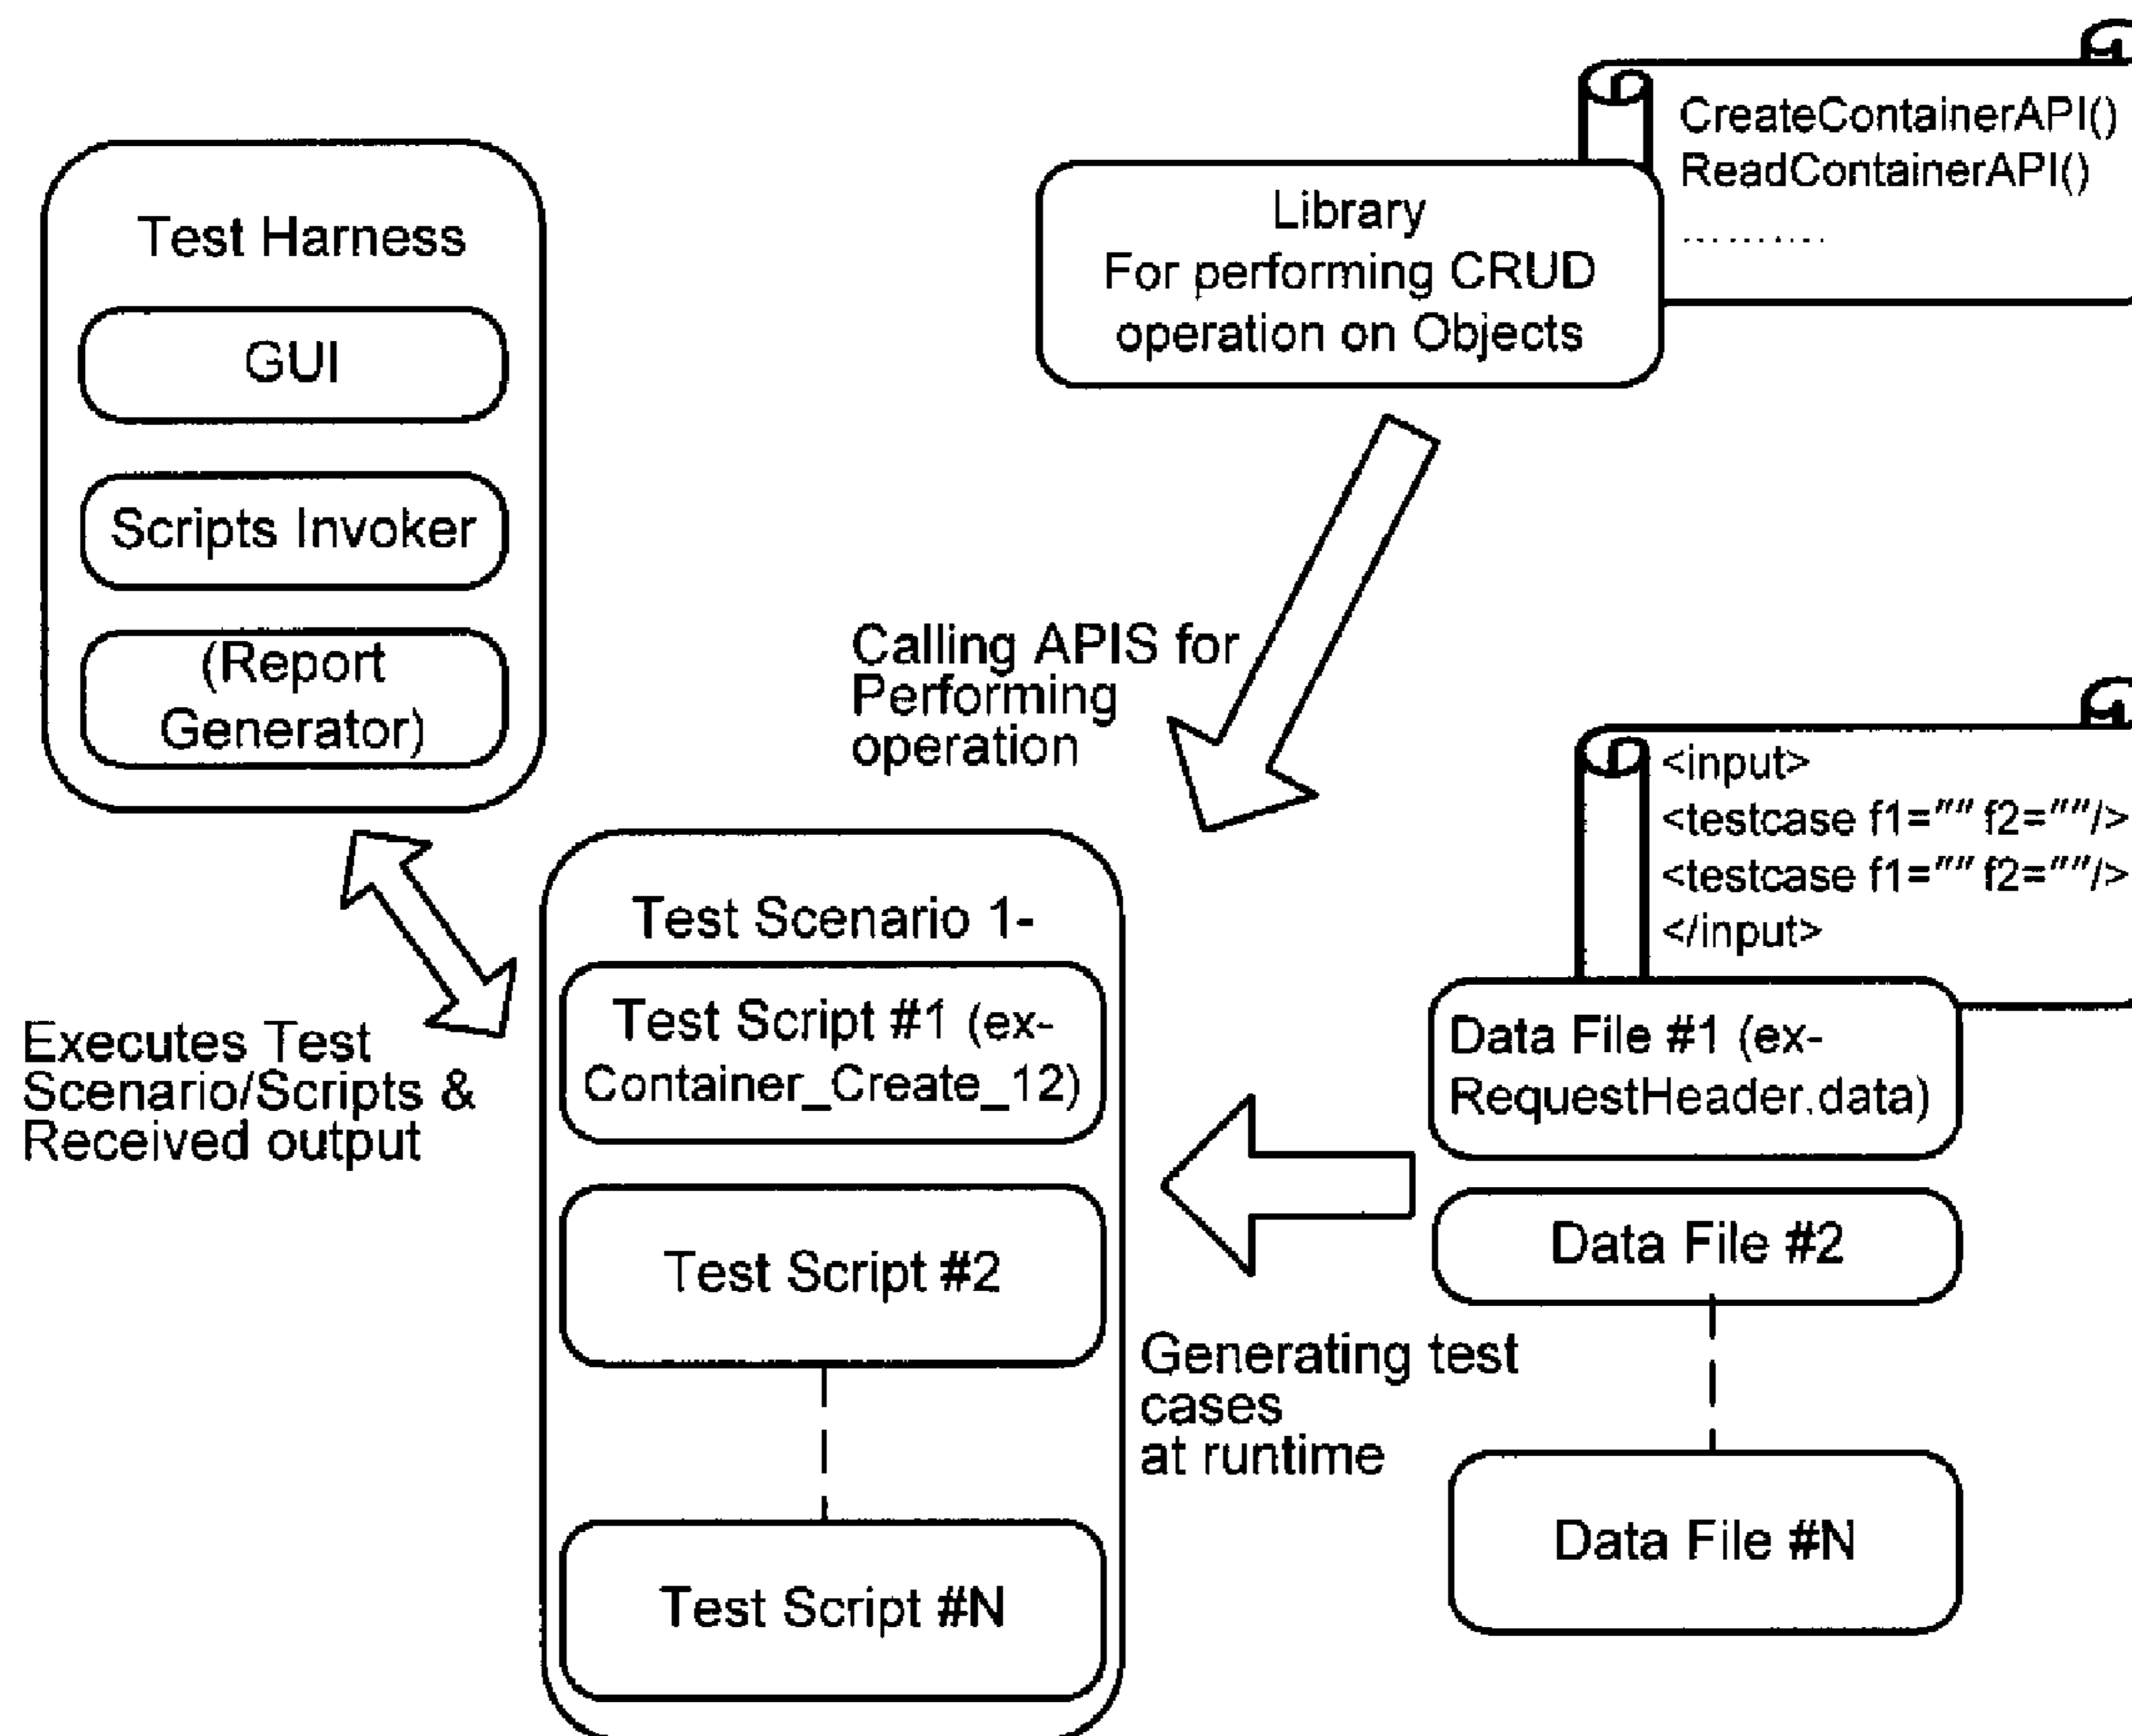 Test Harness
GUI
Scripts Invoker
(Report
Generator)
Library
For performing CRUD
operation on Objects
CreateContainerAPI()
ReadContainerAPI()
..........
Calling APIS for
Performing
operation
Executes Test
Scenario/Scripts &
Received output
Test Scenario 1-
Test Script #1 (ex-
Container_Create_12)
Test Script #2
Test Script #N
<input>
<testcase f1="" f2=""/>
<testcase f1="" f2=""/>
</input>
Data File #1 (ex-
RequestHeader.data)
Data File #2
Data File #N
Generating test
cases
at runtime